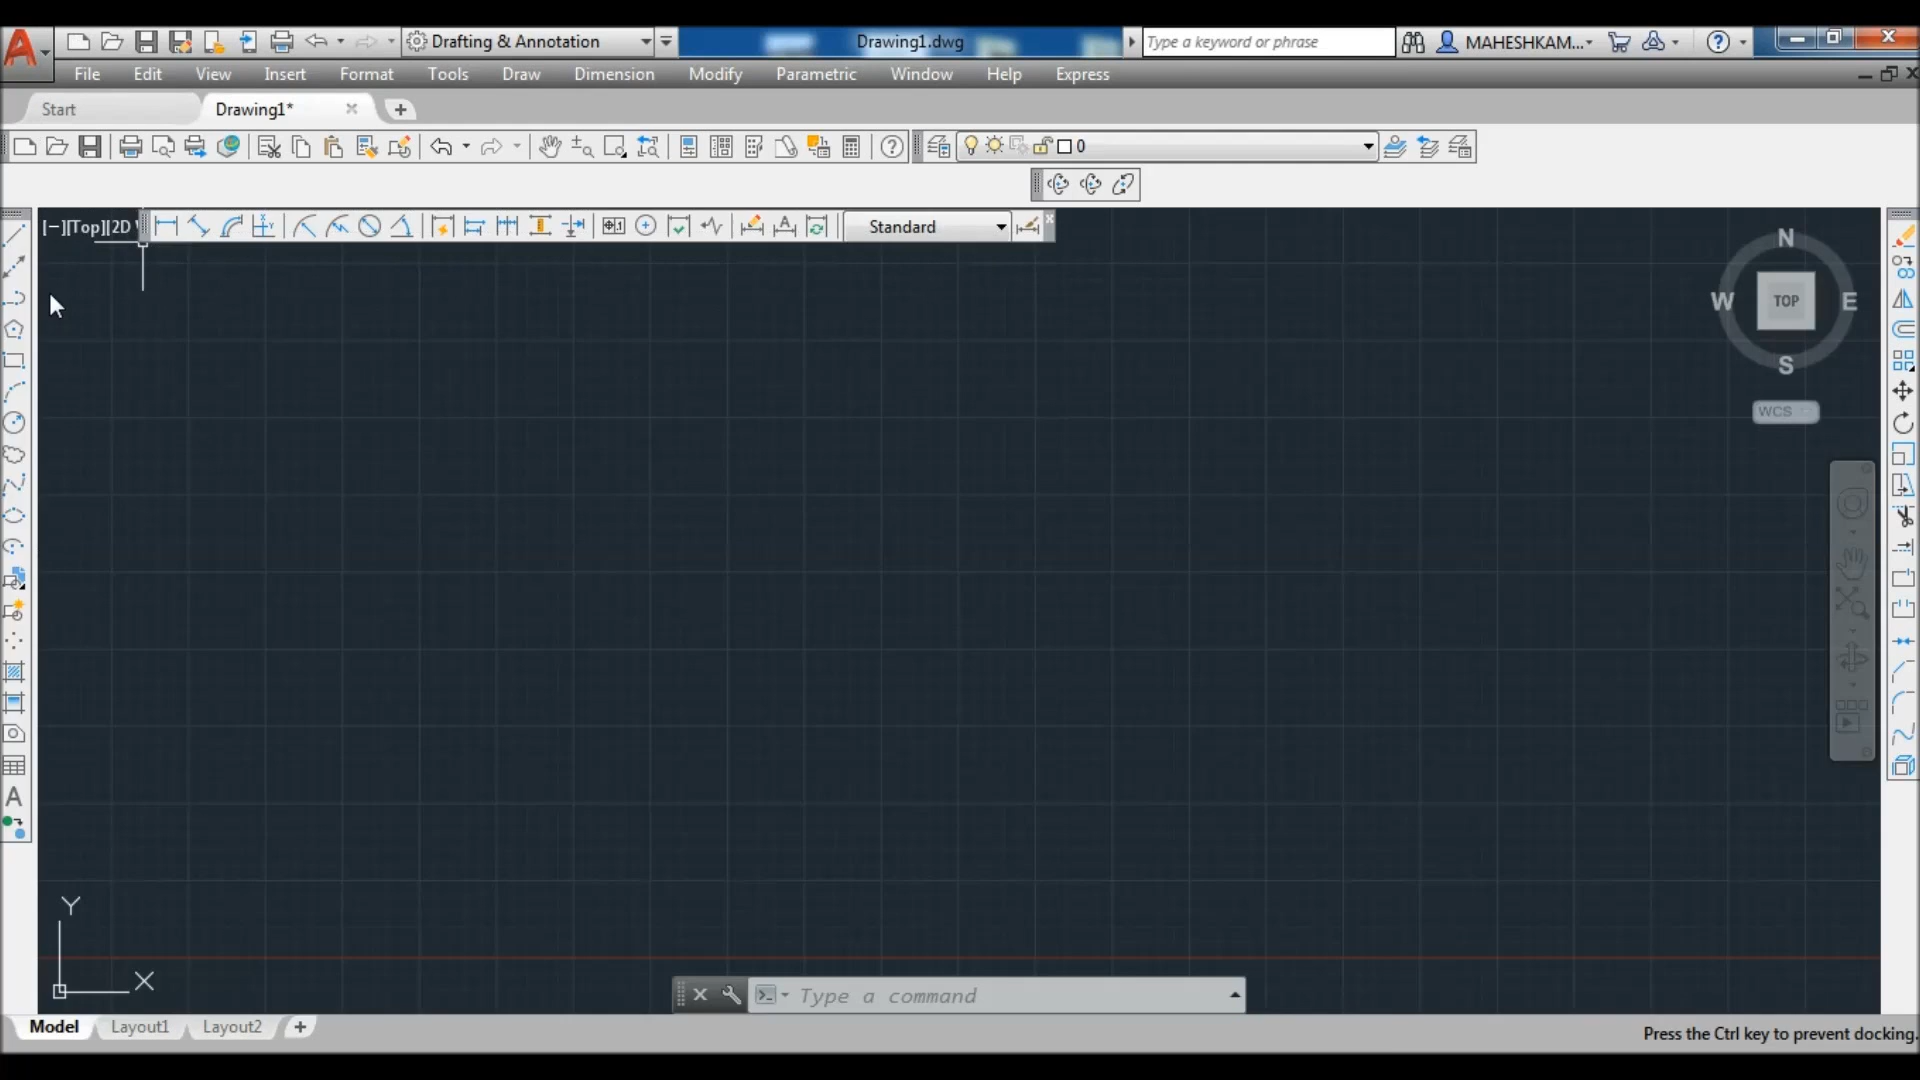 Drafting & Annotation
Drawing1.dwg
Type a keyword or phrase
MAHESHKAM...
File Edit View Insert Format Tools Draw Dimension Modify Parametric Window Help Express
Start
Drawing1*
0
[−][Top][2D
Standard
N
W
TOP
E
S
WCS
A
Y
X
Type a command
Model
Layout1
Layout2
Press the Ctrl key to prevent docking.